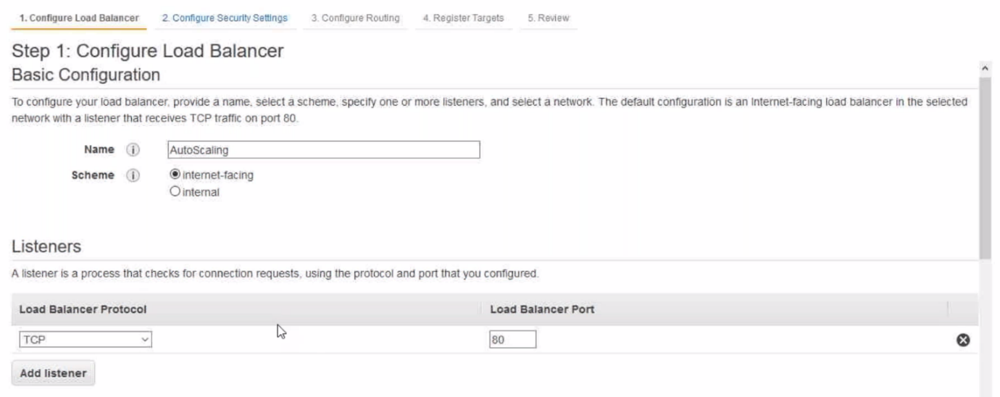 1. Configure Load Balancer 2. Configure Security Settings 3. Configure Routing 4. Register Targets 5. Review
Step 1: Configure Load Balancer
Basic Configuration
To configure your load balancer, provide a name, select a scheme, specify one or more listeners, and select a network. The default configuration is an Internet-facing load balancer in the selected
network with a listener that receives TCP traffic on port 80.
Name i AutoScaling
Scheme i internet-facing
internal
Listeners
A listener is a process that checks for connection requests, using the protocol and port that you configured.
Load Balancer Protocol Load Balancer Port
TCP 80
Add listener